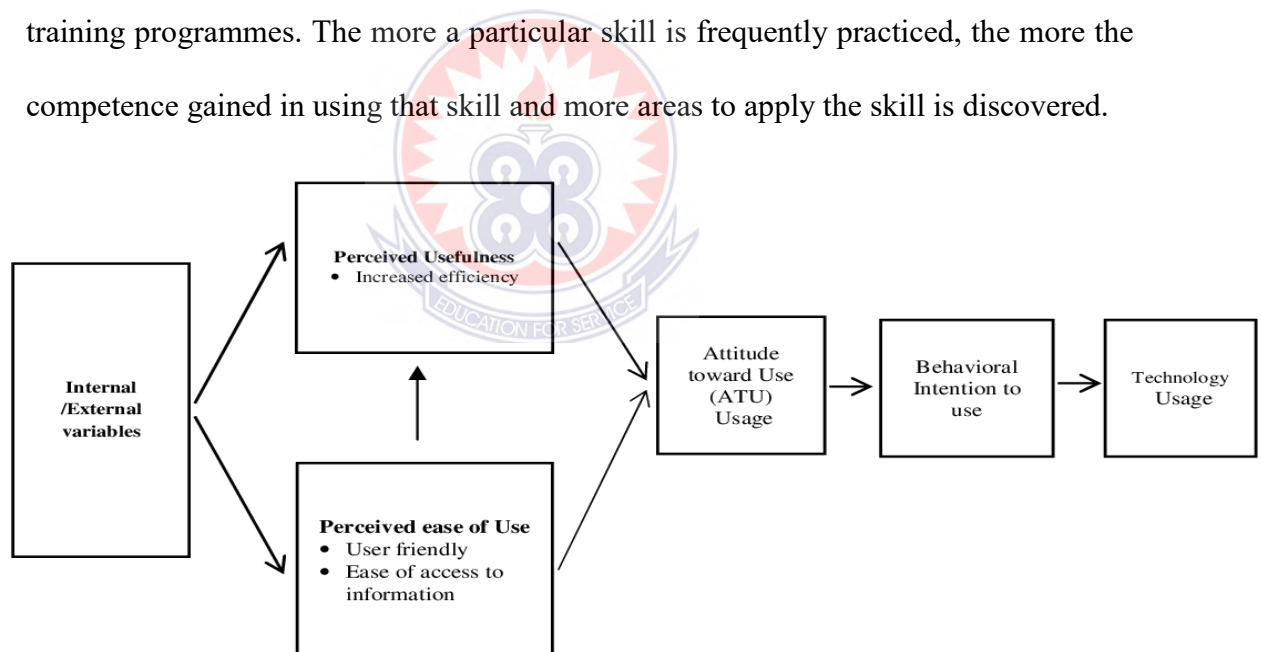 training programmes. The more a particular skill is frequently practiced, the more the
competence gained in using that skill and more areas to apply the skill is discovered.
Internal
/External
variables
Perceived Usefulness
• Increased efficiency
EDUCATION FOR SERVICE
Perceived ease of Use
• User friendly
• Ease of access to
information
Attitude
toward Use
(ATU)
Usage
Behavioral
Intention to
use
Technology
Usage